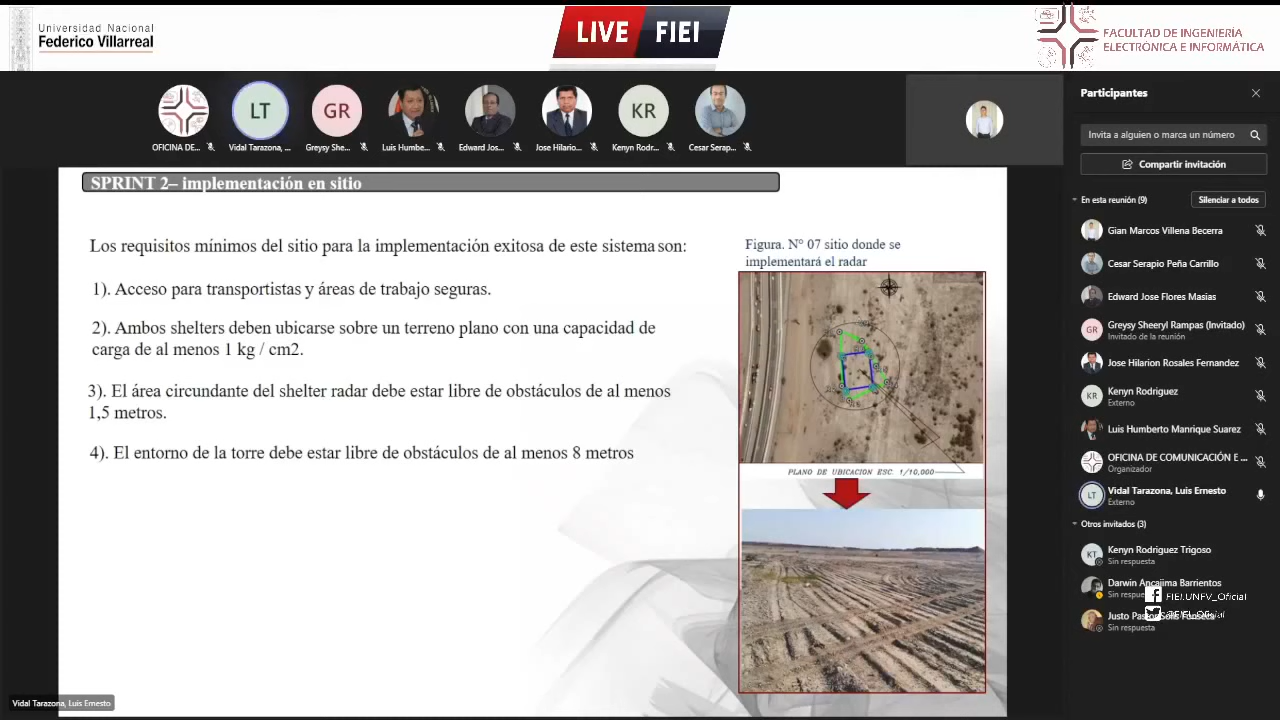 Universidad Nacional
Federico Villarreal
LIVE FIEI
FACULTAD DE INGENIERÍA
ELECTRÓNICA E INFORMÁTICA
OFICINA DE...
Vidal Tarazona, ...
Greysy She...
Luis Humbe...
Edward Jos...
Jose Hilario...
Kenyn Rodr...
Cesar Serap...
LT
GR
KR
SPRINT 2– implementación en sitio
Los requisitos mínimos del sitio para la implementación exitosa de este sistema son:
1). Acceso para transportistas y áreas de trabajo seguras.
2). Ambos shelters deben ubicarse sobre un terreno plano con una capacidad de
carga de al menos 1 kg / cm2.
3). El área circundante del shelter radar debe estar libre de obstáculos de al menos
1,5 metros.
4). El entorno de la torre debe estar libre de obstáculos de al menos 8 metros
Figura. N° 07 sitio donde se
implementará el radar
PLANO DE UBICACION ESC. 1/10,000
Vidal Tarazona, Luis Ernesto
Participantes
Invita a alguien o marca un número
Compartir invitación
En esta reunión (9)
Silenciar a todos
Gian Marcos Villena Becerra
Cesar Serapio Peña Carrillo
Edward Jose Flores Masias
GR
Greysy Sheeryl Rampas (Invitado)
Invitado de la reunión
Jose Hilarion Rosales Fernandez
KR
Kenyn Rodriguez
Externo
Luis Humberto Manrique Suarez
OFICINA DE COMUNICACIÓN E ...
Organizador
LT
Vidal Tarazona, Luis Ernesto
Externo
Otros invitados (3)
KT
Kenyn Rodriguez Trigoso
Sin respuesta
Darwin Ancajima Barrientos
Sin respue
FIEI.UNFV_Oficial
Justo Pastor Solis Fonseca
Sin respuesta